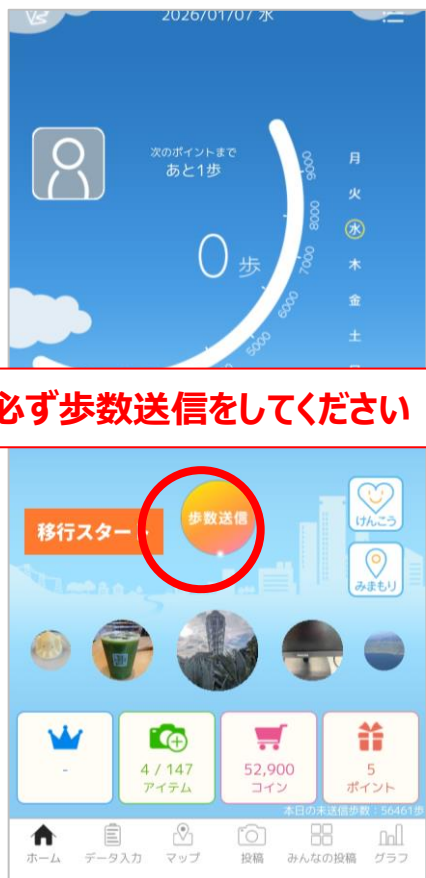 VS
2026/01/07 水
次のポイントまで
あと1歩
0 歩
9000
8000
7000
6000
5000
月
火
水
木
金
土
必ず歩数送信をしてください
移行スター
歩数送信
けんこう
みまもり
-
4 / 147
アイテム
52,900
コイン
5
ポイント
本日の未送信歩数：56461歩
ホーム
データ入力
マップ
投稿
みんなの投稿
グラフ